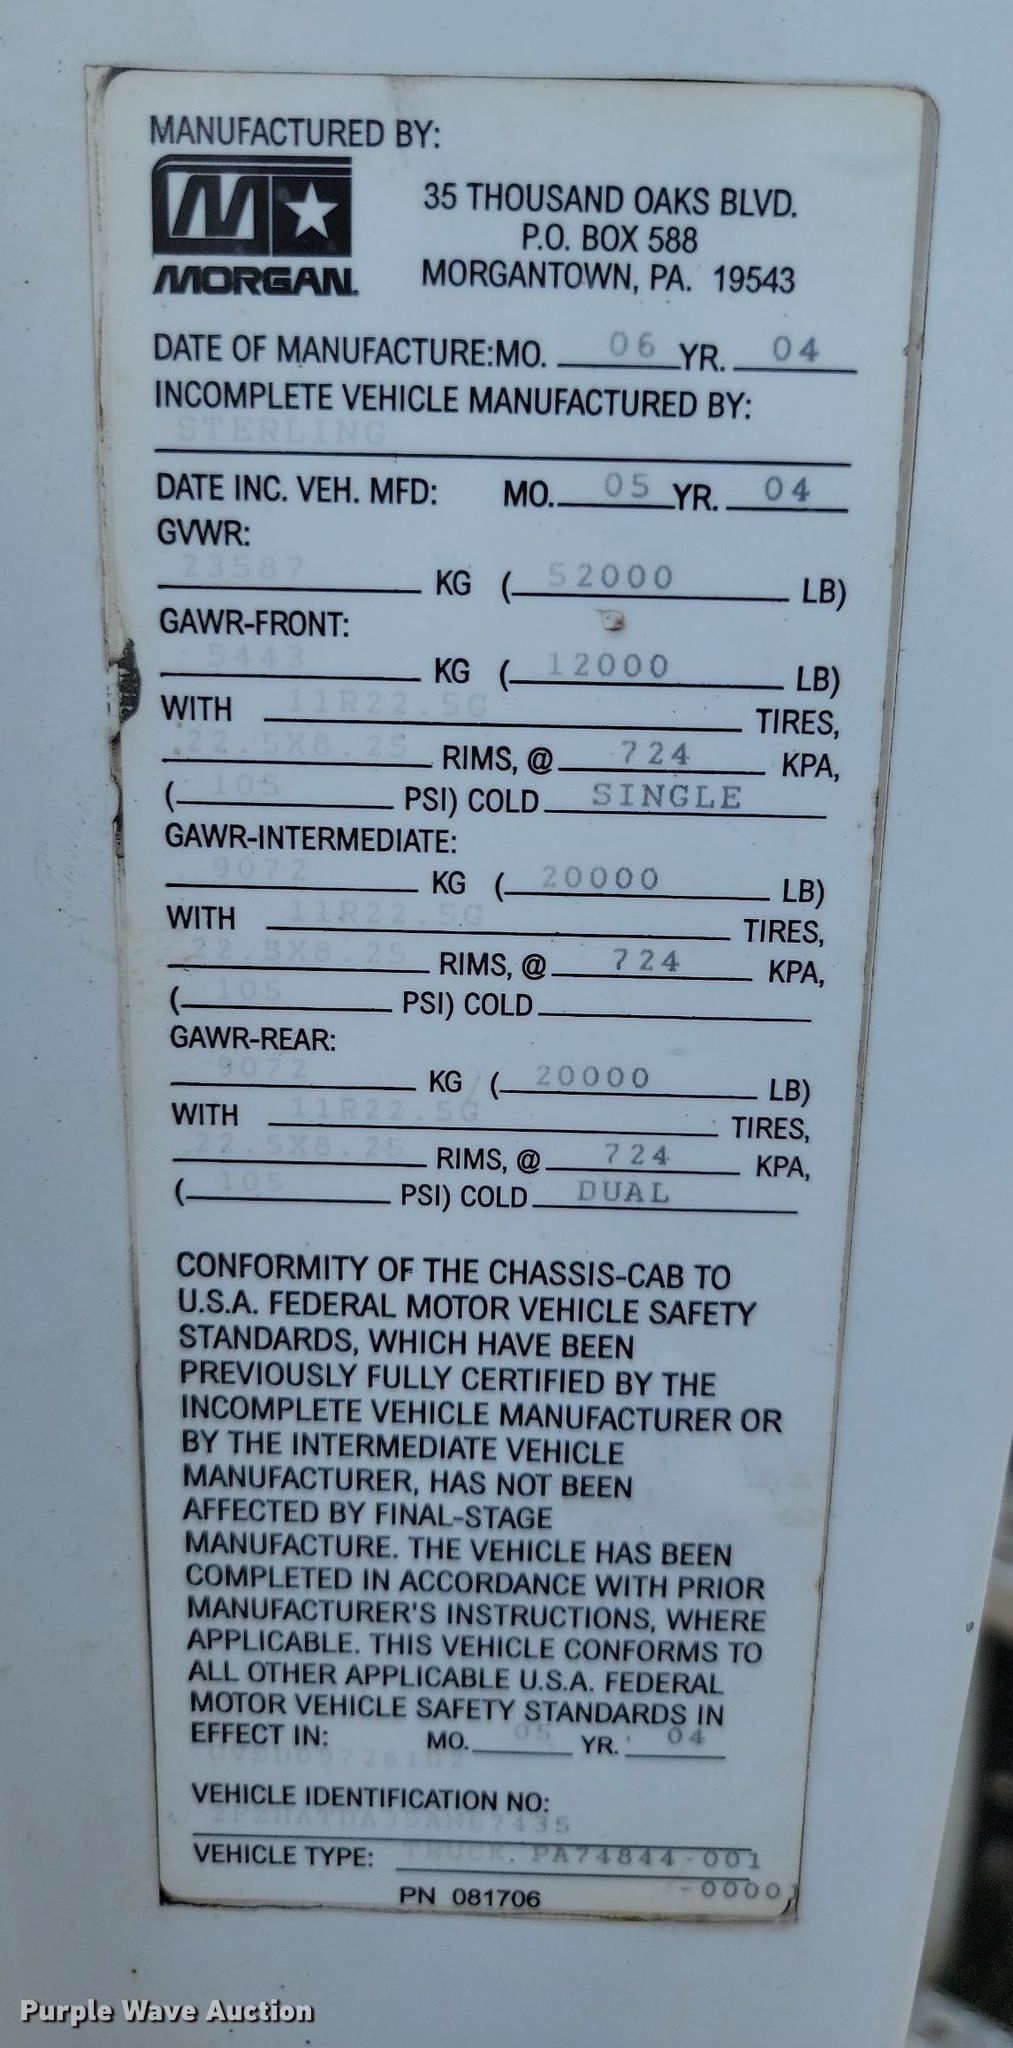 MANUFACTURED BY:
MORGAN
35 THOUSAND OAKS BLVD.
P.O. BOX 588
MORGANTOWN, PA. 19543
DATE OF MANUFACTURE:MO. 06 YR. 04
INCOMPLETE VEHICLE MANUFACTURED BY:
STERLING
DATE INC. VEH. MFD: MO. 05 YR. 04
GVWR:
23587 KG (52000 LB)
GAWR-FRONT:
5443 KG (12000 LB)
WITH 11R22.5G TIRES,
22.5X8.25 RIMS, @ 724 KPA,
(105 PSI) COLD SINGLE
GAWR-INTERMEDIATE:
9072 KG (20000 LB)
WITH 11R22.5G TIRES,
22.5X8.25 RIMS, @ 724 KPA,
(105 PSI) COLD
GAWR-REAR:
9072 KG (20000 LB)
WITH 11R22.5G TIRES,
22.5X8.25 RIMS, @ 724 KPA,
(105 PSI) COLD DUAL
CONFORMITY OF THE CHASSIS-CAB TO
U.S.A. FEDERAL MOTOR VEHICLE SAFETY
STANDARDS, WHICH HAVE BEEN
PREVIOUSLY FULLY CERTIFIED BY THE
INCOMPLETE VEHICLE MANUFACTURER OR
BY THE INTERMEDIATE VEHICLE
MANUFACTURER, HAS NOT BEEN
AFFECTED BY FINAL-STAGE
MANUFACTURE. THE VEHICLE HAS BEEN
COMPLETED IN ACCORDANCE WITH PRIOR
MANUFACTURER'S INSTRUCTIONS, WHERE
APPLICABLE. THIS VEHICLE CONFORMS TO
ALL OTHER APPLICABLE U.S.A. FEDERAL
MOTOR VEHICLE SAFETY STANDARDS IN
EFFECT IN: MO. 05 YR. 04
VEHICLE IDENTIFICATION NO:
VEHICLE TYPE: TRUCK. PA74844-001
PN 081706
Purple Wave Auction